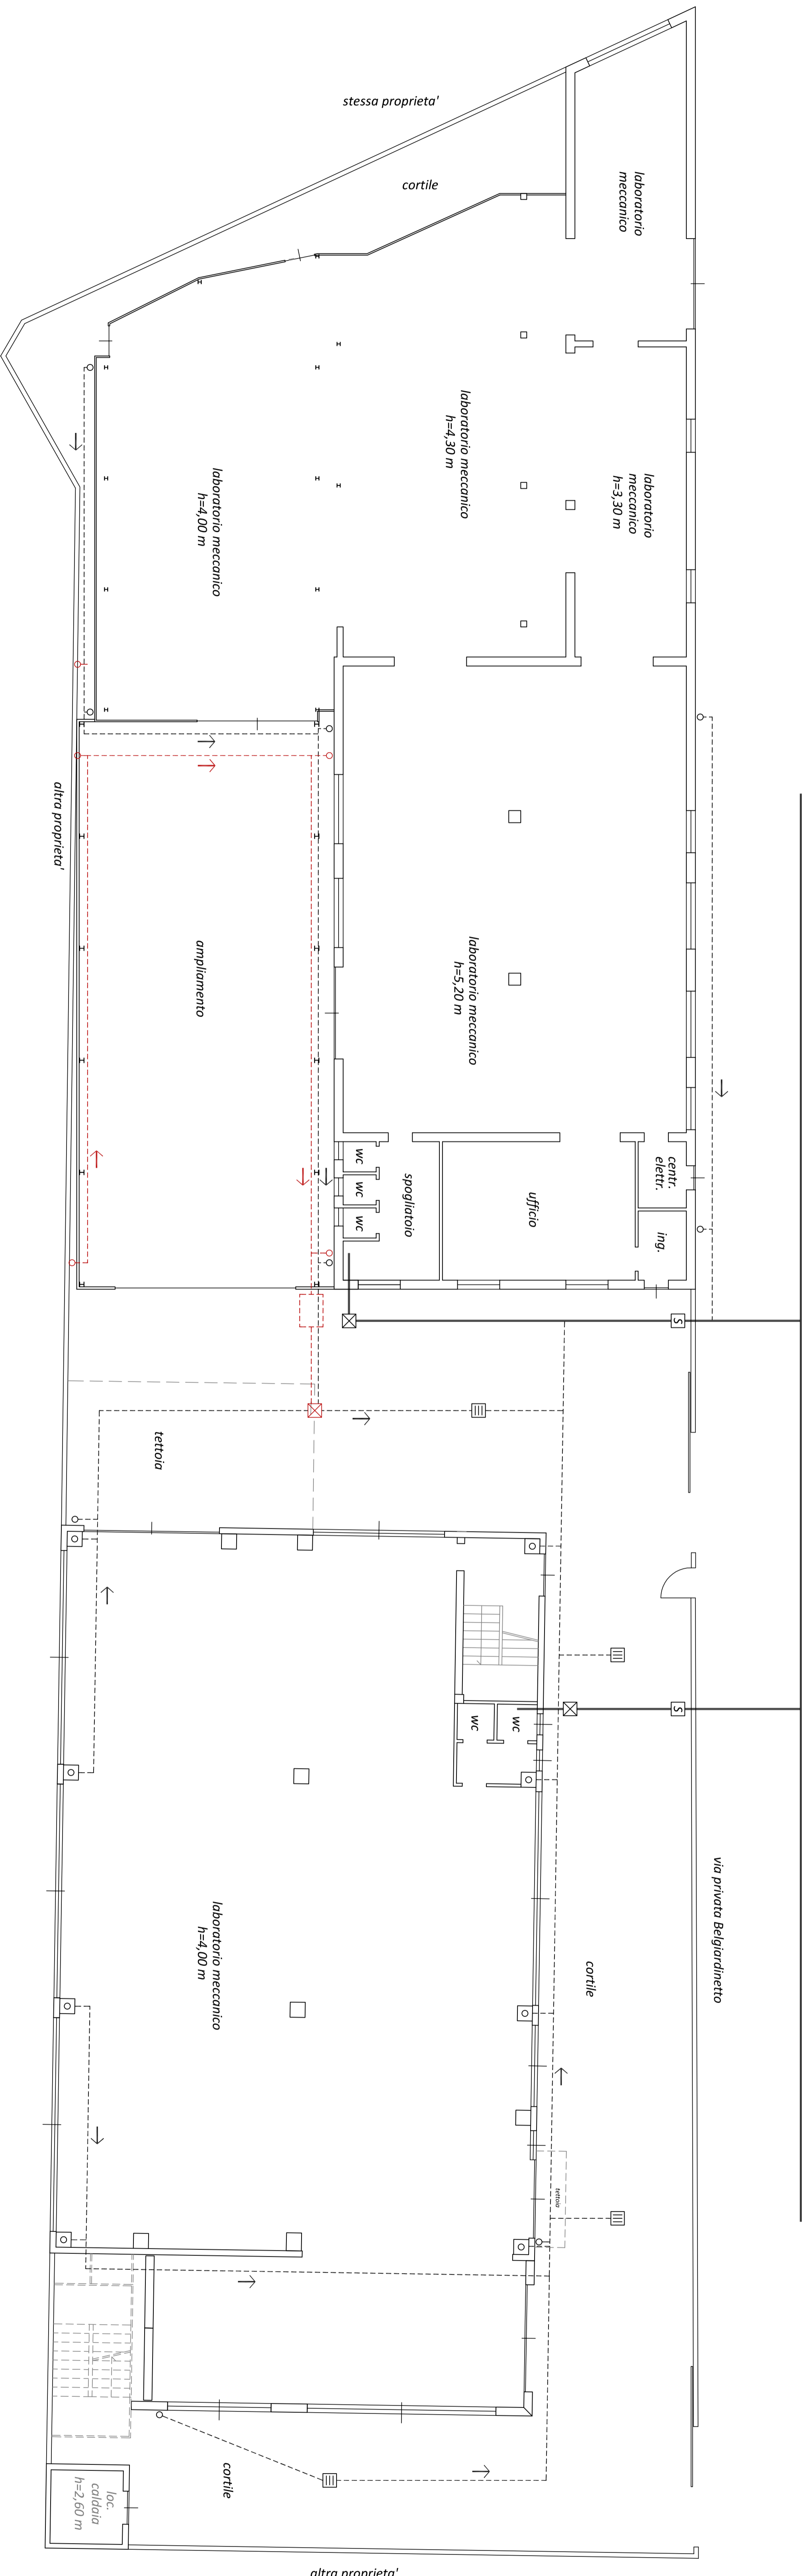 stessa proprieta'
cortile
laboratorio
meccanico
laboratorio meccanico
h=4,30 m
laboratorio
meccanico
h=3,30 m
laboratorio meccanico
h=4,00 m
altra proprieta'
ampliamento
laboratorio meccanico
h=5,20 m
wc
wc
wc
spogliatoio
ufficio
centr.
elettr.
ing.
S
tettoia
wc
wc
S
via privata Belgiardinetto
laboratorio meccanico
h=4,00 m
cortile
tettoia
cortile
loc.
caldaia
h=2,60 m
altra proprieta'